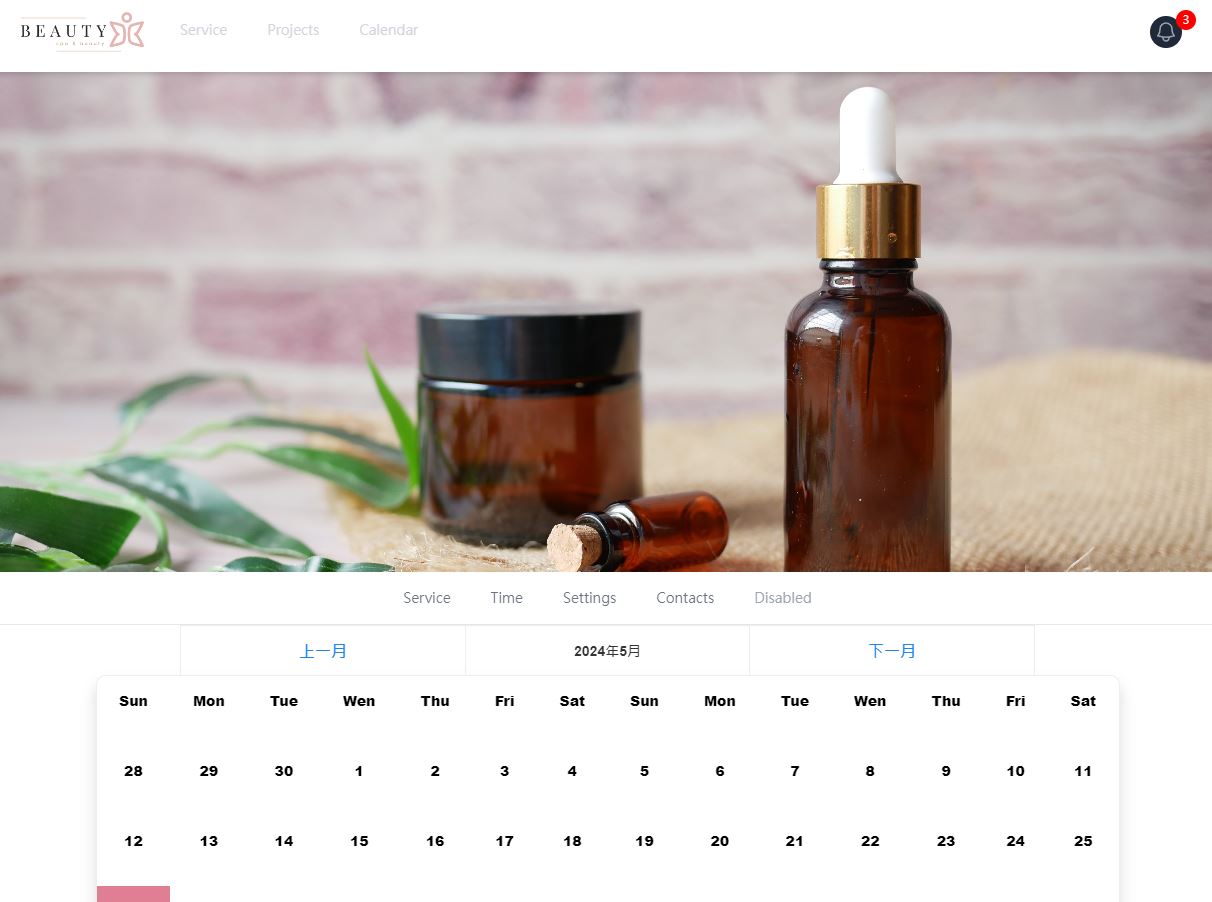 BEAUTY
spa & beauty
Service Projects Calendar
3
Service Time Settings Contacts Disabled
上一月 2024年5月 下一月
Sun Mon Tue Wen Thu Fri Sat Sun Mon Tue Wen Thu Fri Sat
28 29 30 1 2 3 4 5 6 7 8 9 10 11
12 13 14 15 16 17 18 19 20 21 22 23 24 25